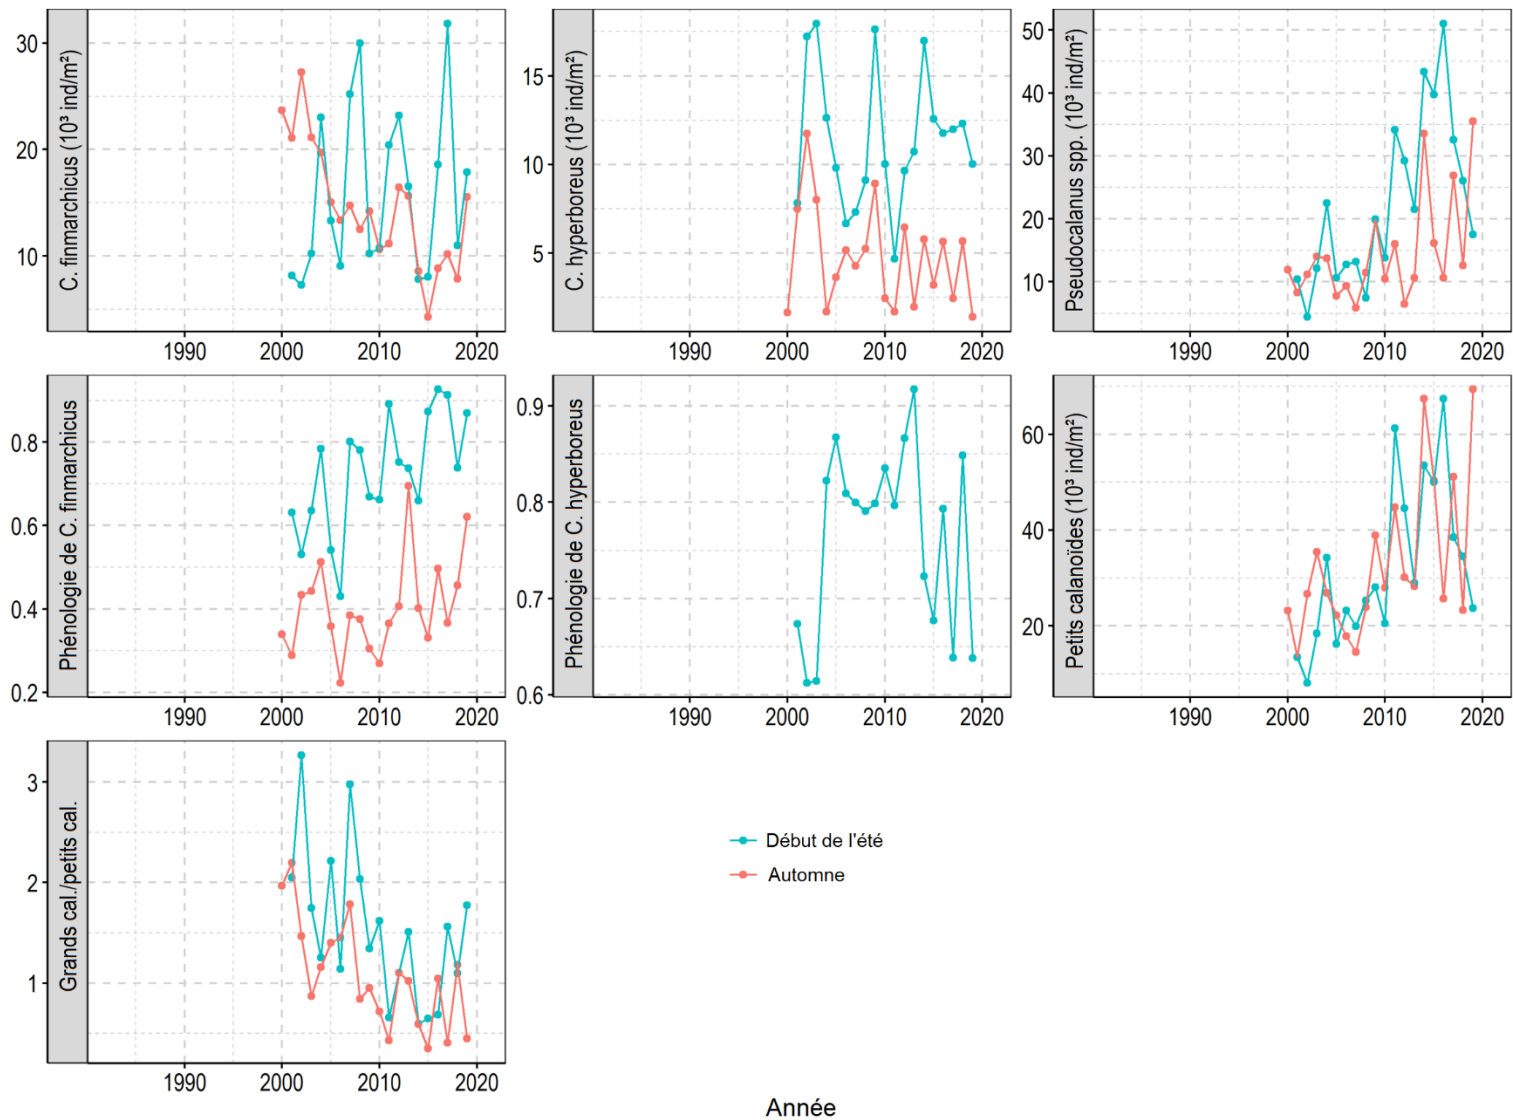 C. finmarchicus (10³ ind/m²)
30
20
10
1990 2000 2010 2020
C. hyperboreus (10³ ind/m²)
15
10
5
1990 2000 2010 2020
Pseudocalanus spp. (10³ ind/m²)
50
40
30
20
10
1990 2000 2010 2020
Phénologie de C. finmarchicus
0.8
0.6
0.4
0.2
1990 2000 2010 2020
Phénologie de C. hyperboreus
0.9
0.8
0.7
0.6
1990 2000 2010 2020
Petits calanoïdes (10³ ind/m²)
60
40
20
1990 2000 2010 2020
Grands cal./petits cal.
3
2
1
1990 2000 2010 2020
Début de l'été
Automne
Année